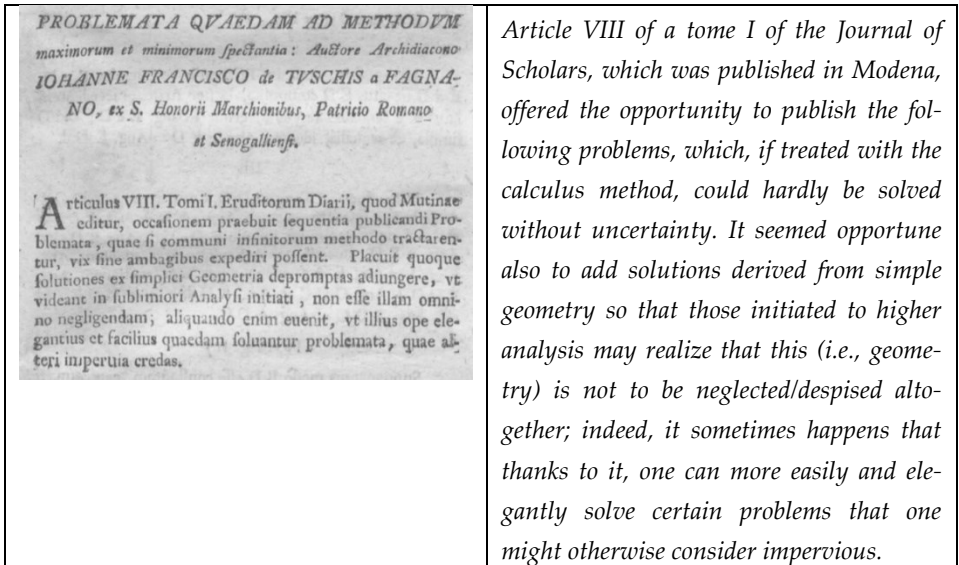 PROBLEMATA QVAEDAM AD METHODVM
maximorum et minimorum ſpectantia: Auctore Archidiacono
IOHANNE FRANCISCO de TVSCHIS a FAGNA-
NO, ex S. Honorii Marchionibus, Patricio Romano
et Senogallienſi.
Articulus VIII. Tomi I. Eruditorum Diarii, quod Mutinae
editur, occaſionem praebuit ſequentia publicandi Pro-
blemata, quae ſi communi infinitorum methodo tractaren-
tur, vix ſine ambagibus expediri poſſent. Placuit quoque
ſolutiones ex ſimplici Geometria depromptas adiungere, vt
videant in ſublimiori Analyſi initiati, non eſſe illam omni-
no negligendam; aliquando enim euenit, vt illius ope ele-
gantius et facilius quaedam ſoluantur problemata, quae al-
teri imperuia credas.
Article VIII of a tome I of the Journal of
Scholars, which was published in Modena,
offered the opportunity to publish the fol-
lowing problems, which, if treated with the
calculus method, could hardly be solved
without uncertainty. It seemed opportune
also to add solutions derived from simple
geometry so that those initiated to higher
analysis may realize that this (i.e., geome-
try) is not to be neglected/despised alto-
gether; indeed, it sometimes happens that
thanks to it, one can more easily and ele-
gantly solve certain problems that one
might otherwise consider impervious.